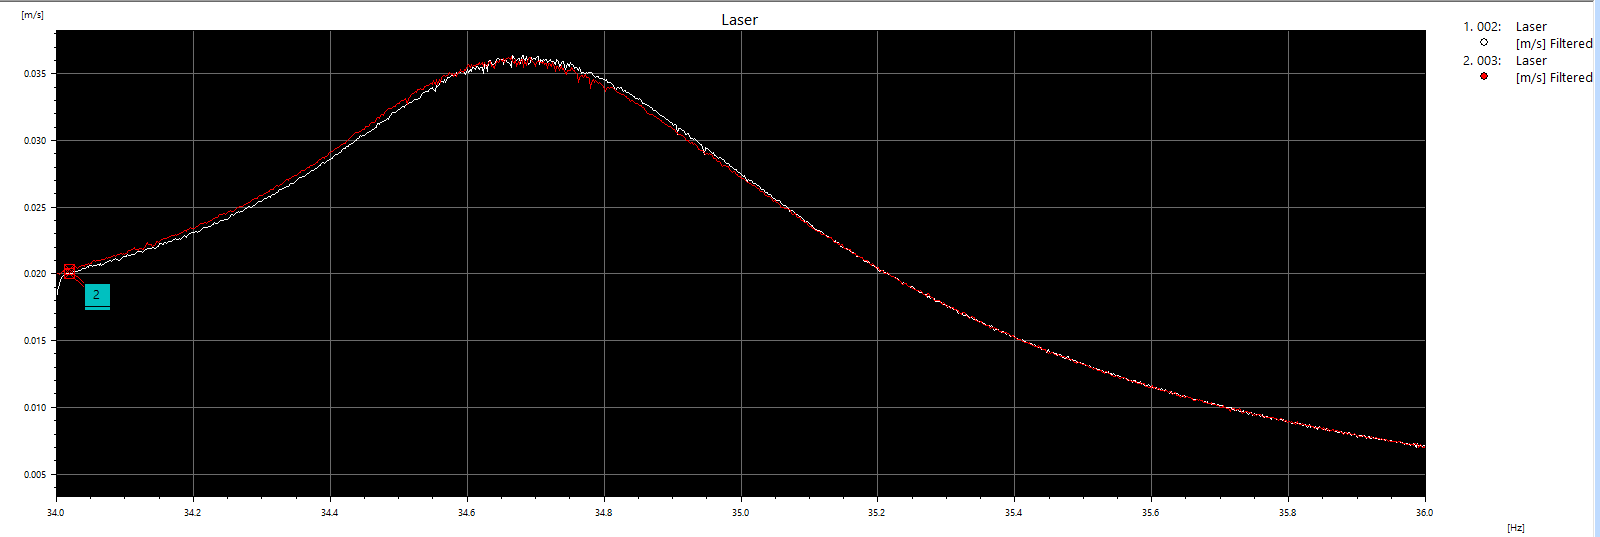 [m/s]
Laser
1. 002: Laser
[m/s] Filtered
2. 003: Laser
[m/s] Filtered
0.035
0.030
0.025
0.020
2
0.015
0.010
0.005
34.0 34.2 34.4 34.6 34.8 35.0 35.2 35.4 35.6 35.8 36.0
[Hz]